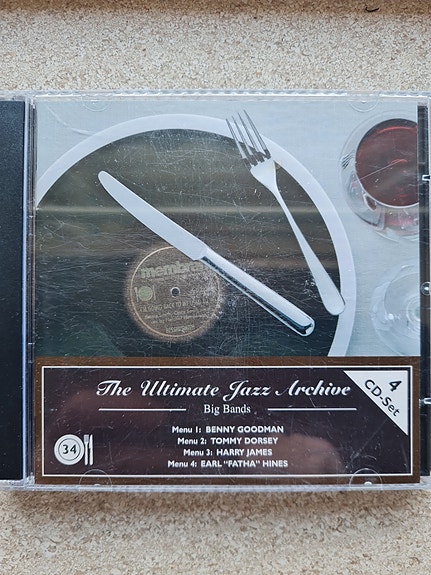 membran
The Ultimate Jazz Archive
Big Bands
4
CD-Set
Menu 1: BENNY GOODMAN
Menu 2: TOMMY DORSEY
Menu 3: HARRY JAMES
Menu 4: EARL "FATHA" HINES
34